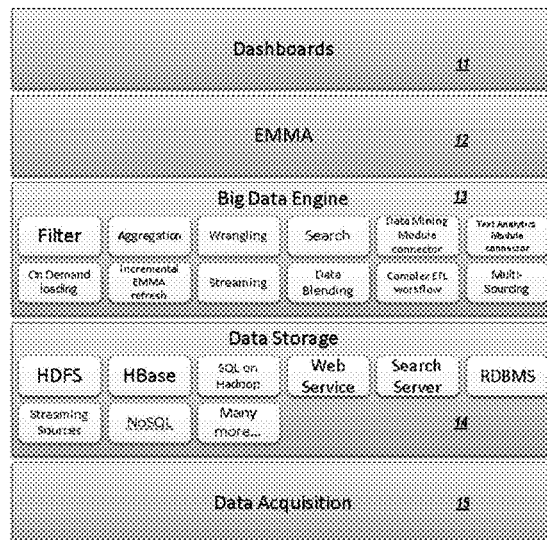 Dashboards
11
EMMA
12
Big Data Engine
13
Filter
Aggregation
Wrangling
Search
Data Mining
Module
connector
Text Analytics
Module
connector
On Demand
loading
Incremental
EMMA
refresh
Streaming
Data
Blending
Complex ETL
workflow
Multi-
Sourcing
Data Storage
HDFS
HBase
SQL on
Hadoop
Web
Service
Search
Server
RDBMS
Streaming
Sources
NoSQL
Many
more...
14
Data Acquisition
15